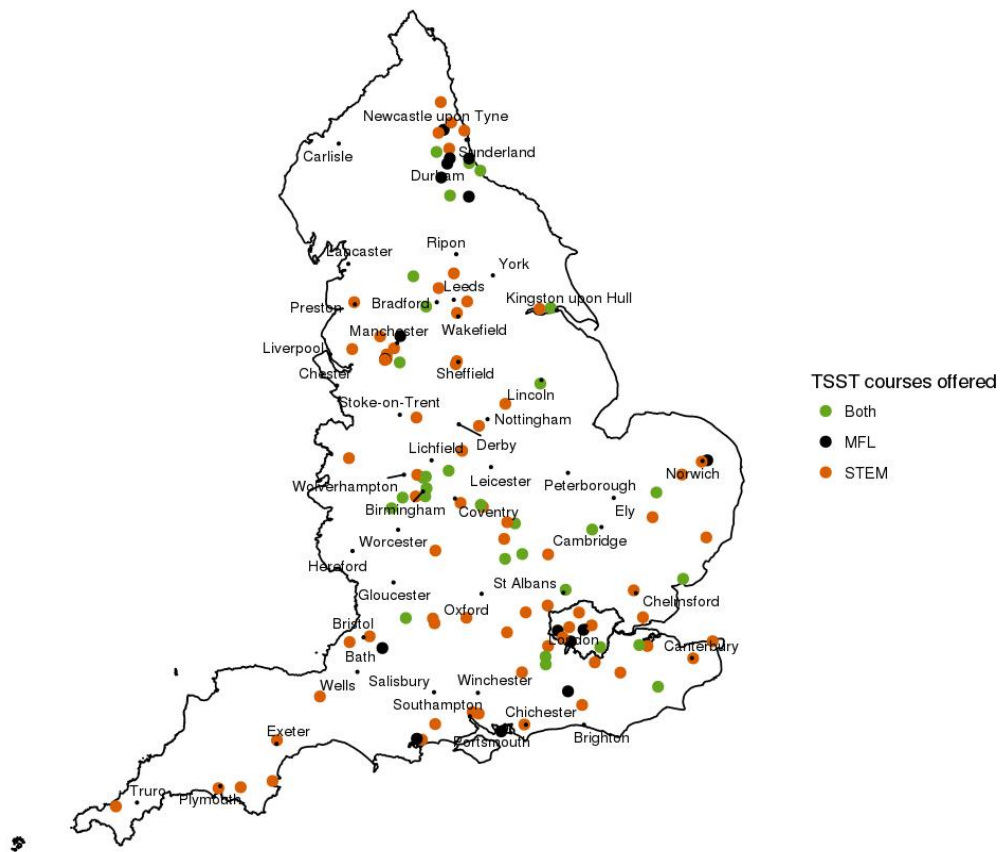 Newcastle upon Tyne
Carlisle
Sunderland
Durham
Ripon
Lancaster
York
Leeds
Bradford
Kingston upon Hull
Preston
Wakefield
Manchester
Liverpool
Chester
Sheffield
TSST courses offered
Both
MFL
STEM
Lincoln
Stoke-on-Trent
Nottingham
Derby
Lichfield
Leicester
Norwich
Wolverhampton
Peterborough
Birmingham
Coventry
Ely
Worcester
Cambridge
Hereford
Gloucester
St Albans
Chelmsford
Oxford
Bristol
London
Canterbury
Bath
Wells
Salisbury
Winchester
Southampton
Chichester
Exeter
Portsmouth
Brighton
Truro
Plymouth